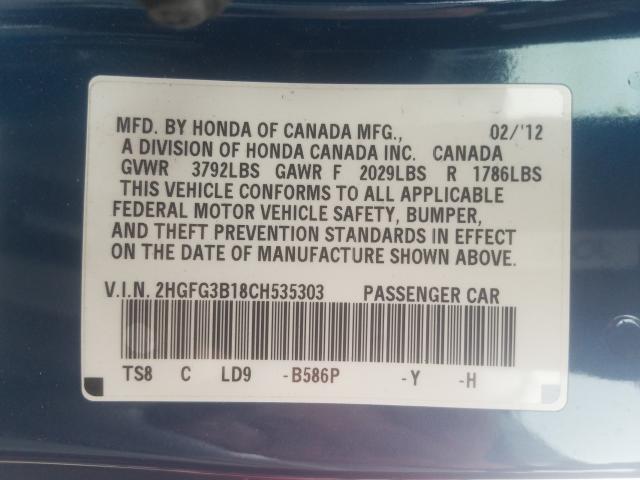 MFD. BY HONDA OF CANADA MFG., 02/'12
A DIVISION OF HONDA CANADA INC. CANADA
GVWR 3792LBS GAWR F 2029LBS R 1786LBS
THIS VEHICLE CONFORMS TO ALL APPLICABLE
FEDERAL MOTOR VEHICLE SAFETY, BUMPER,
AND THEFT PREVENTION STANDARDS IN EFFECT
ON THE DATE OF MANUFACTURE SHOWN ABOVE.
V.I.N. 2HGFG3B18CH535303 PASSENGER CAR
TS8 C LD9 -B586P -Y -H